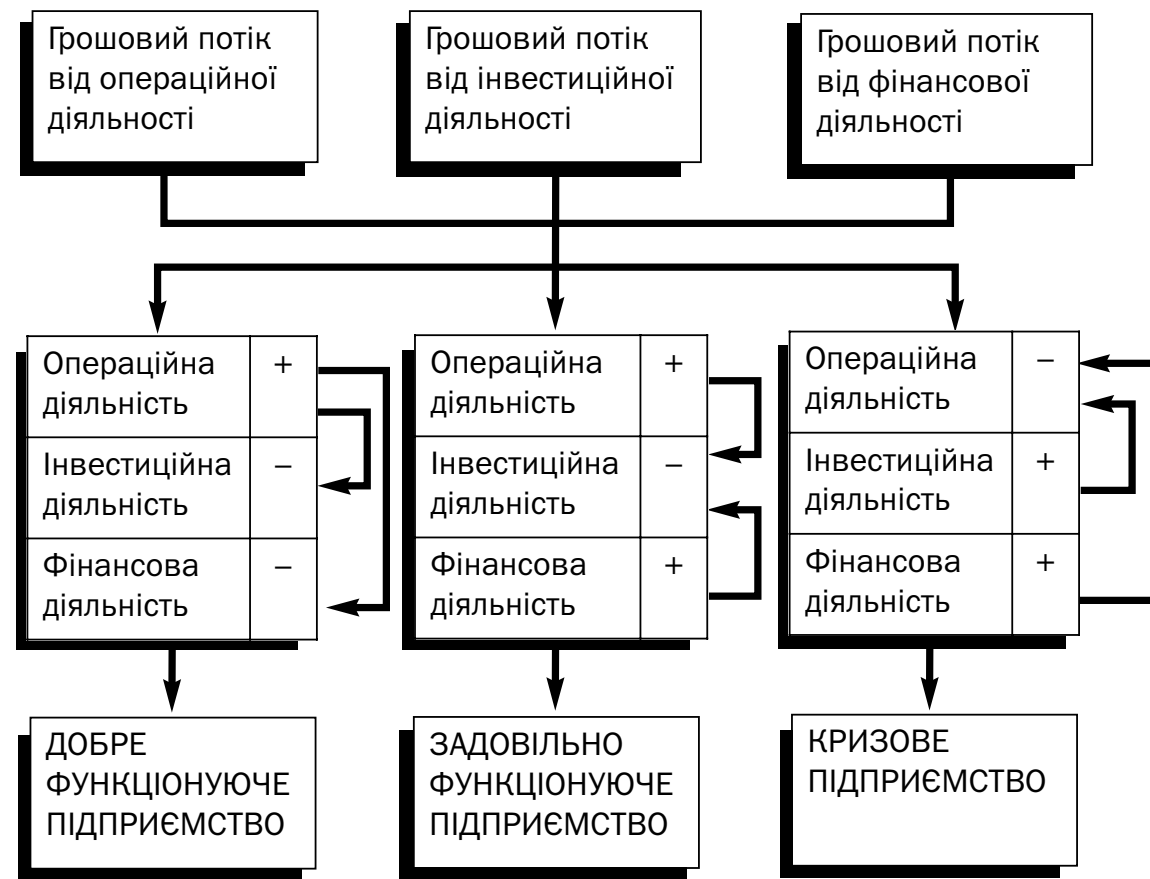 Грошовий потік
від операційної
діяльності
Грошовий потік
від інвестиційної
діяльності
Грошовий потік
від фінансової
діяльності
Операційна +
діяльність
Інвестиційна –
діяльність
Фінансова –
діяльність
Операційна +
діяльність
Інвестиційна –
діяльність
Фінансова +
діяльність
Операційна –
діяльність
Інвестиційна +
діяльність
Фінансова +
діяльність
ДОБРЕ
ФУНКЦІОНУЮЧЕ
ПІДПРИЄМСТВО
ЗАДОВІЛЬНО
ФУНКЦІОНУЮЧЕ
ПІДПРИЄМСТВО
КРИЗОВЕ
ПІДПРИЄМСТВО